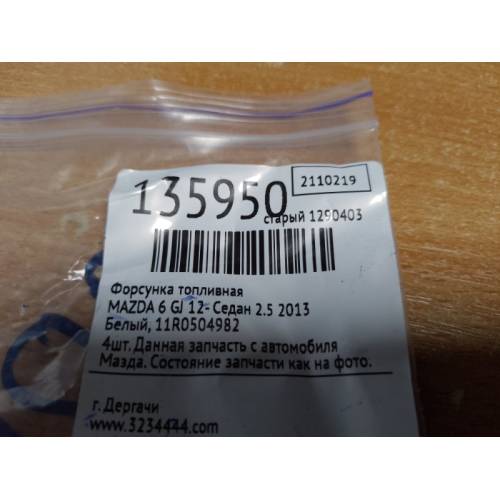 135950
2110219
старый 1290403
Форсунка топливная
MAZDA 6 GJ 12- Седан 2.5 2013
Белый, 11R0504982
4шт. Данная запчасть с автомобиля
Мазда. Состояние запчасти как на фото.
г. Дергачи
www.3234444.com